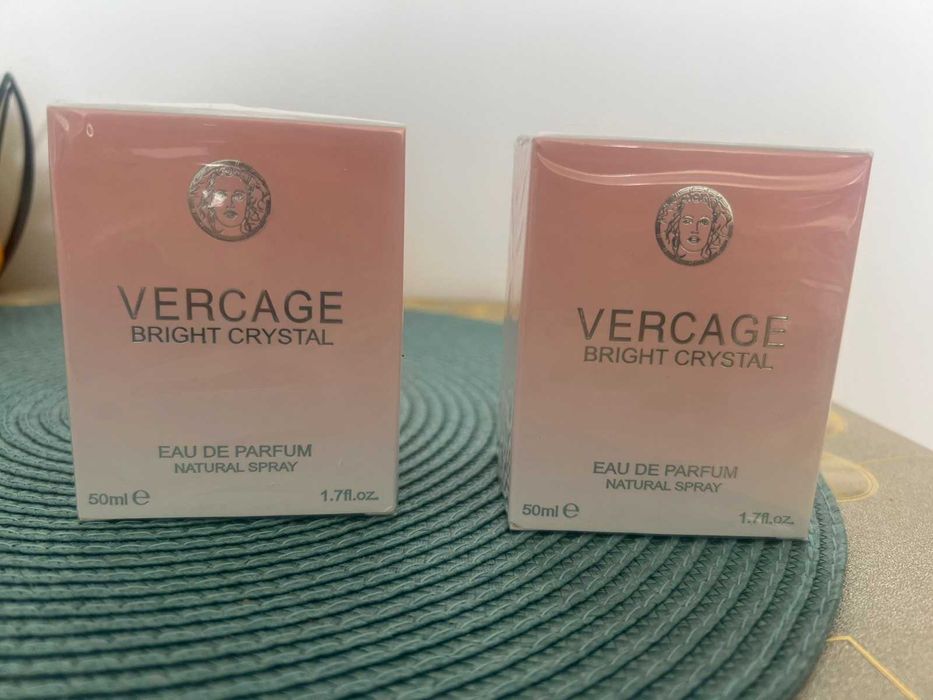 VERCAGE
BRIGHT CRYSTAL
EAU DE PARFUM
NATURAL SPRAY
50ml e
1.7fl.oz.
VERCAGE
BRIGHT CRYSTAL
EAU DE PARFUM
NATURAL SPRAY
50ml e
1.7fl.oz.